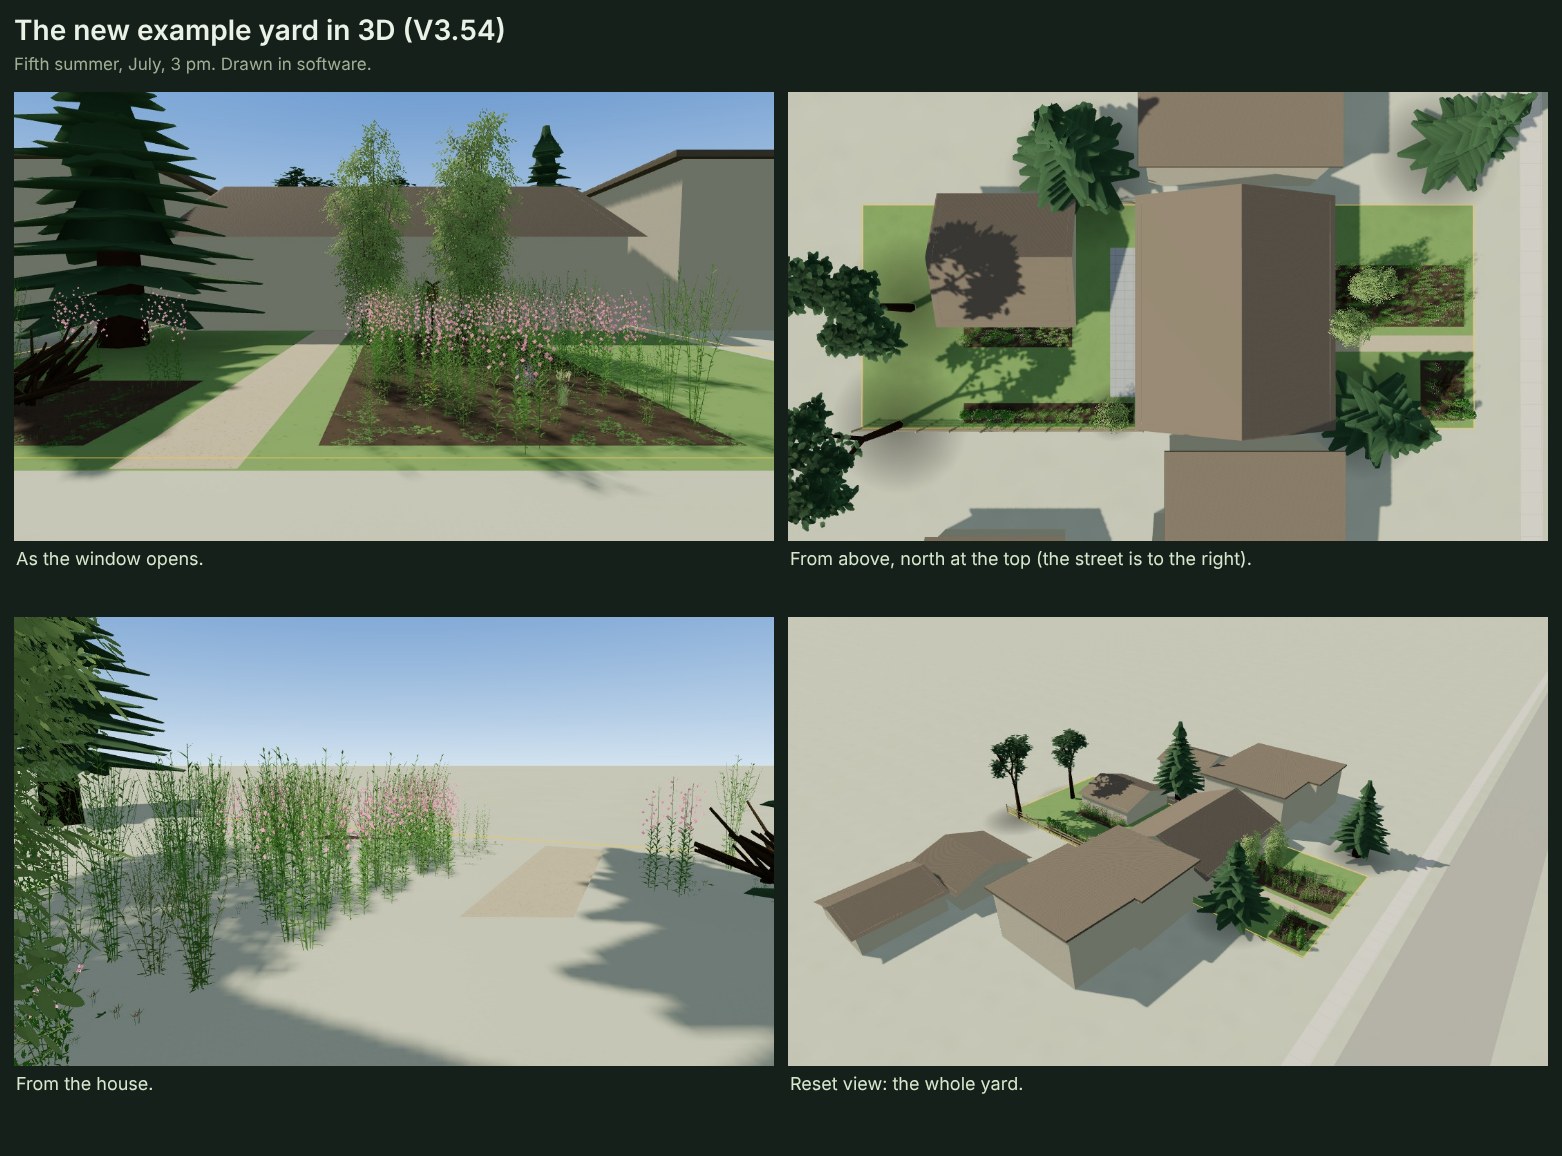 The new example yard in 3D (V3.54)
Fifth summer, July, 3 pm. Drawn in software.
As the window opens.
From above, north at the top (the street is to the right).
From the house.
Reset view: the whole yard.